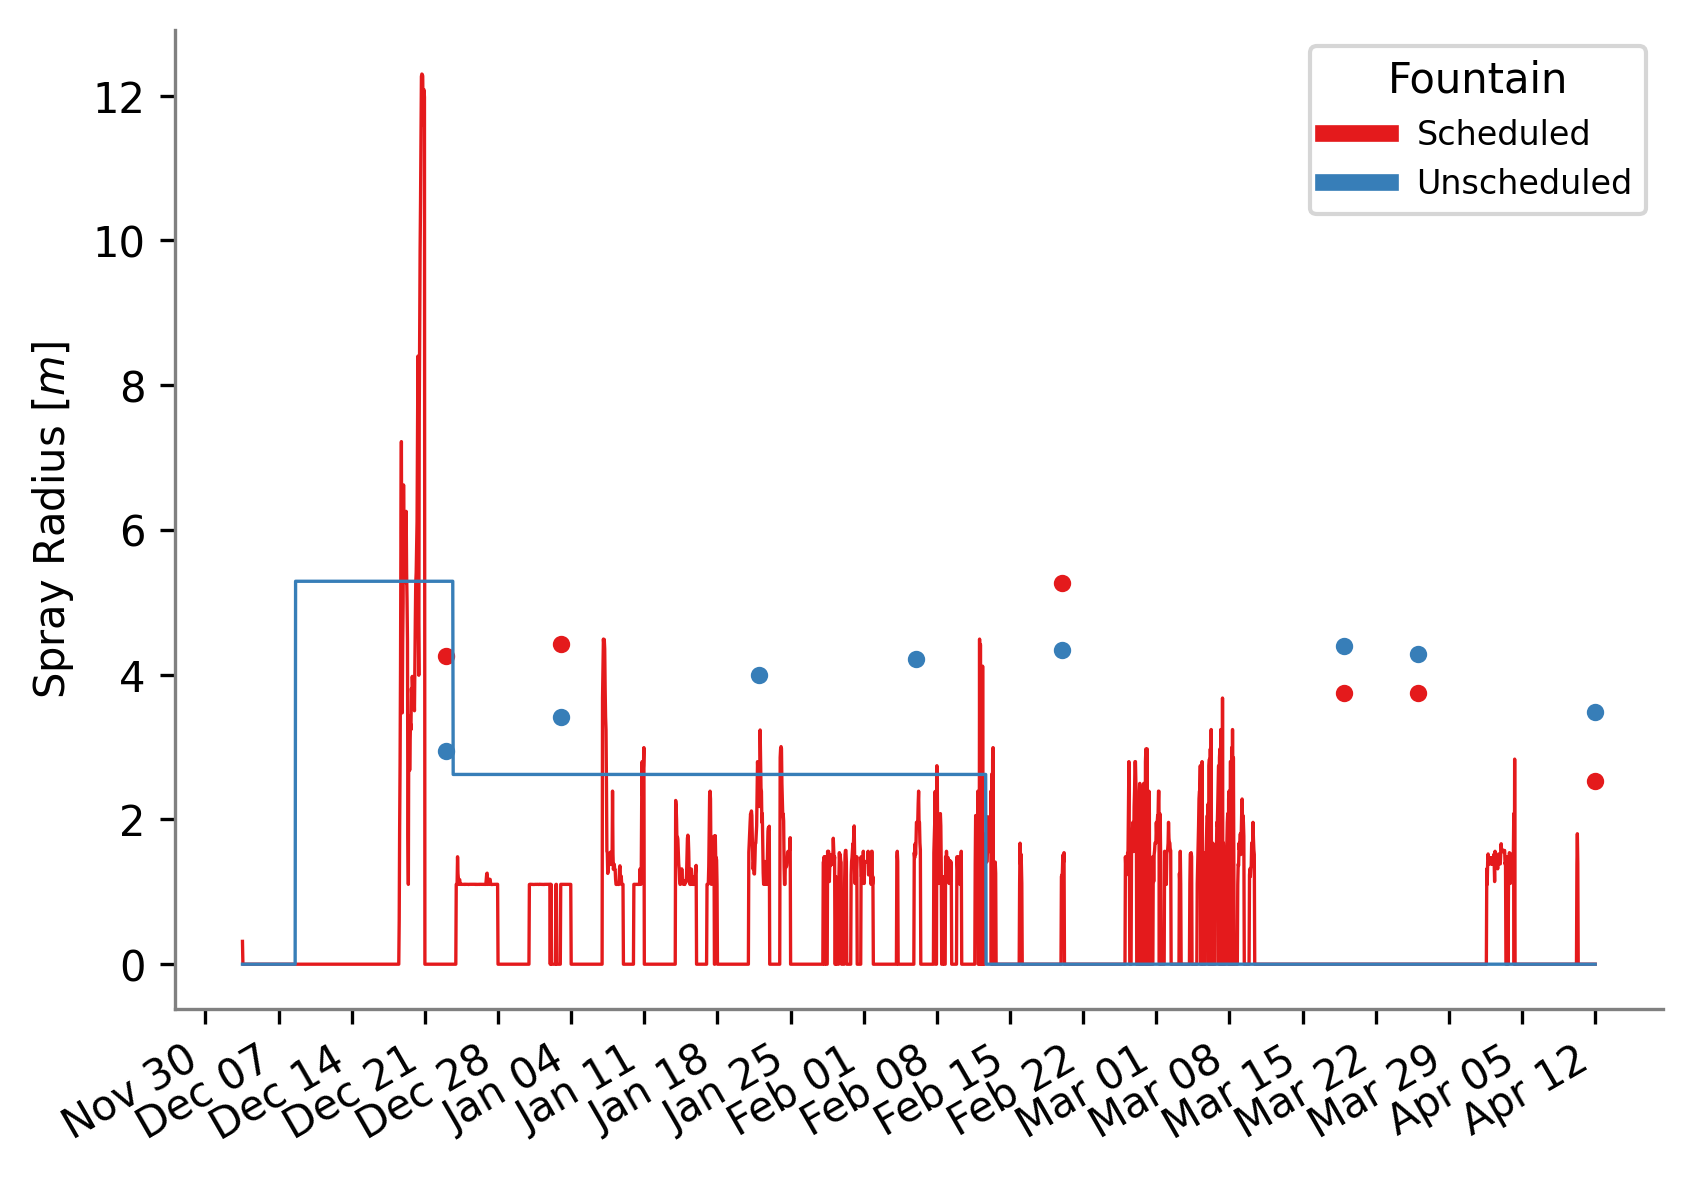 Fountain
Scheduled
Unscheduled
Spray Radius [m]
12
10
8
6
4
2
0
Nov 30
Dec 07
Dec 14
Dec 21
Dec 28
Jan 04
Jan 11
Jan 18
Jan 25
Feb 01
Feb 08
Feb 15
Feb 22
Mar 01
Mar 08
Mar 15
Mar 22
Mar 29
Apr 05
Apr 12